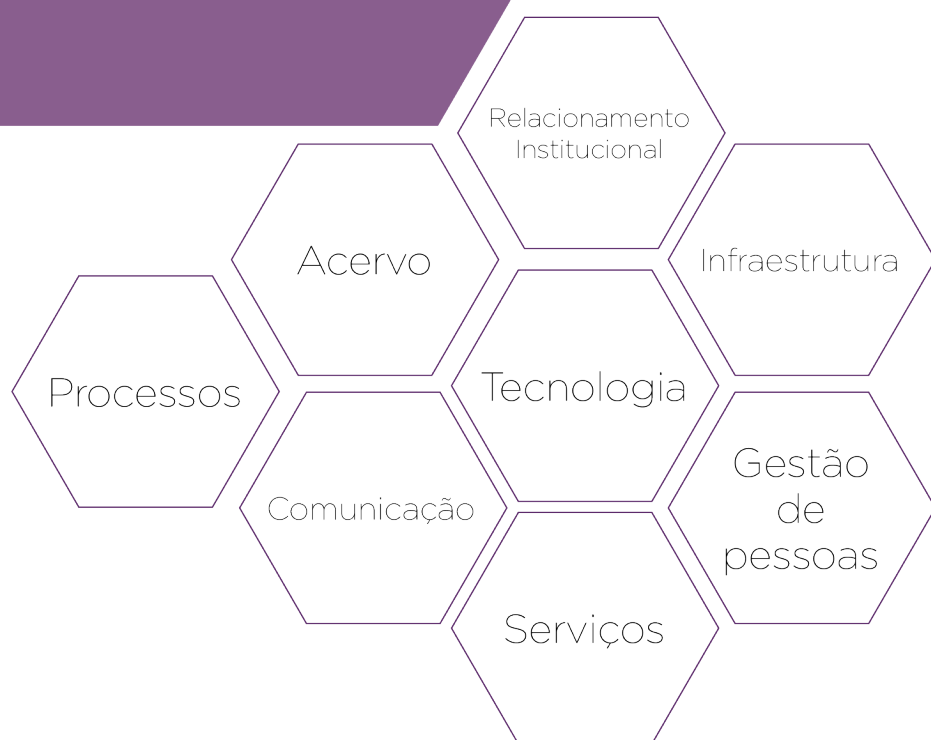 Relacionamento
Institucional
Acervo
Infraestrutura
Processos
Tecnologia
Comunicação
Gestão
de
pessoas
Serviços